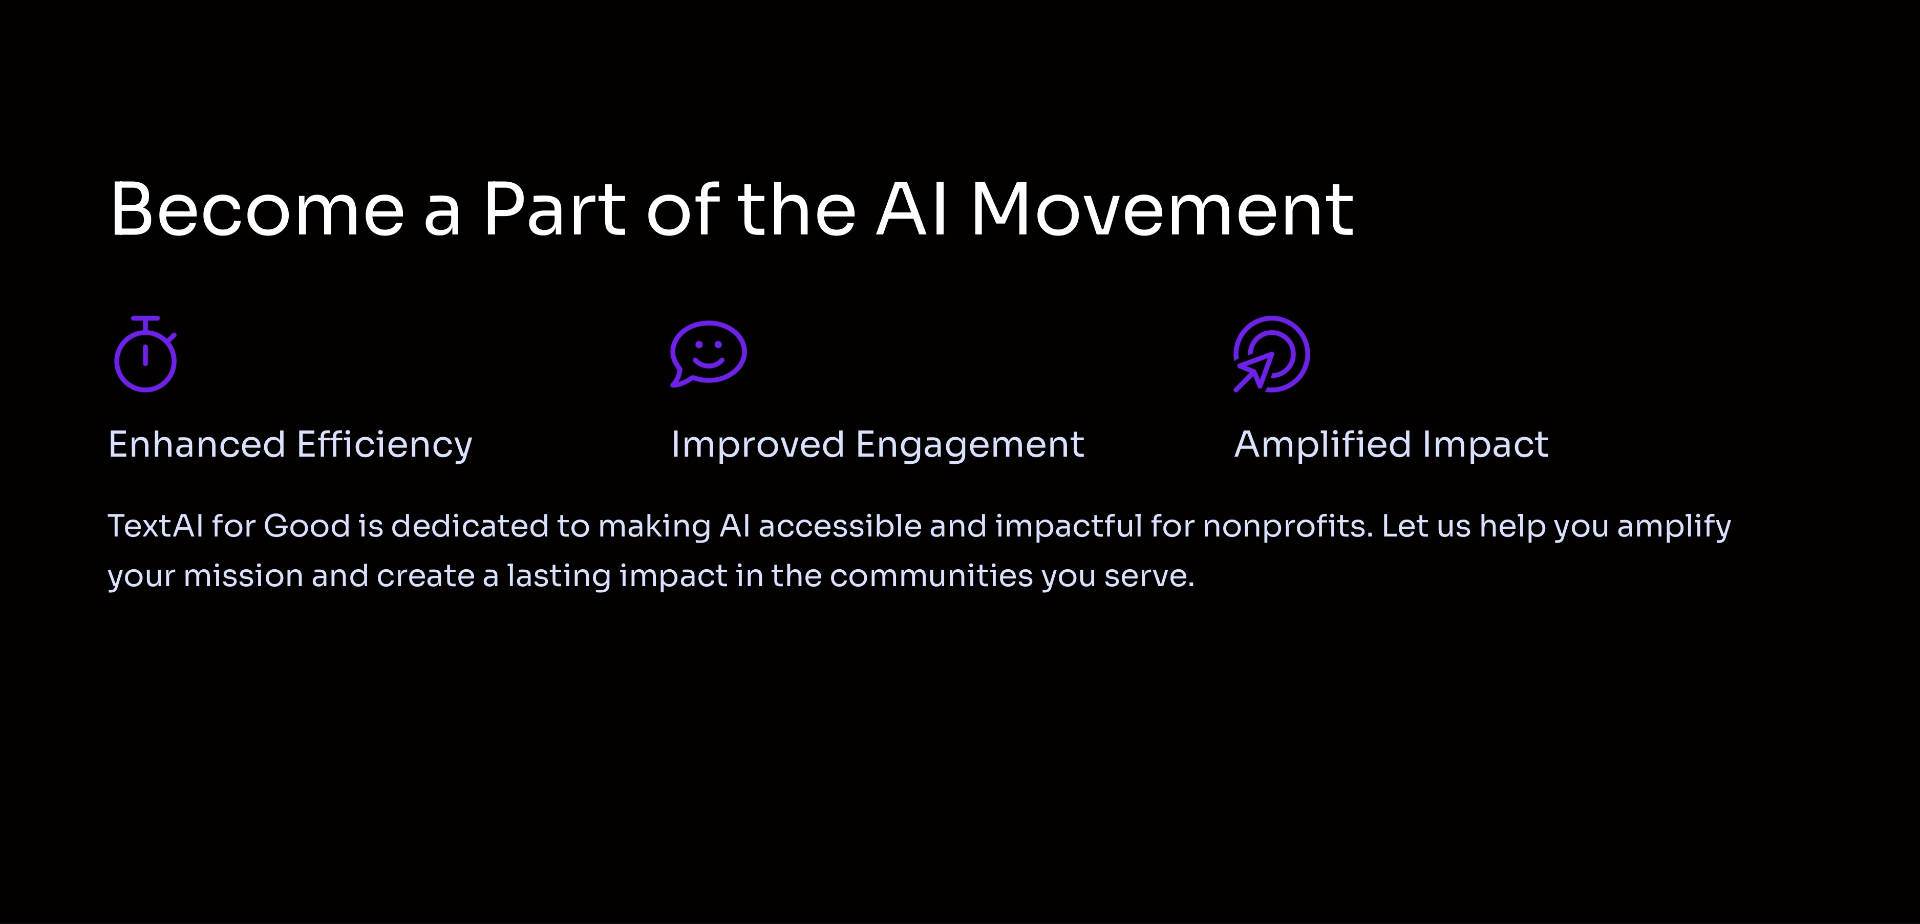 Become a Part of the AI Movement
Enhanced Efficiency
Improved Engagement
Amplified Impact
TextAI for Good is dedicated to making AI accessible and impactful for nonprofits. Let us help you amplify
your mission and create a lasting impact in the communities you serve.